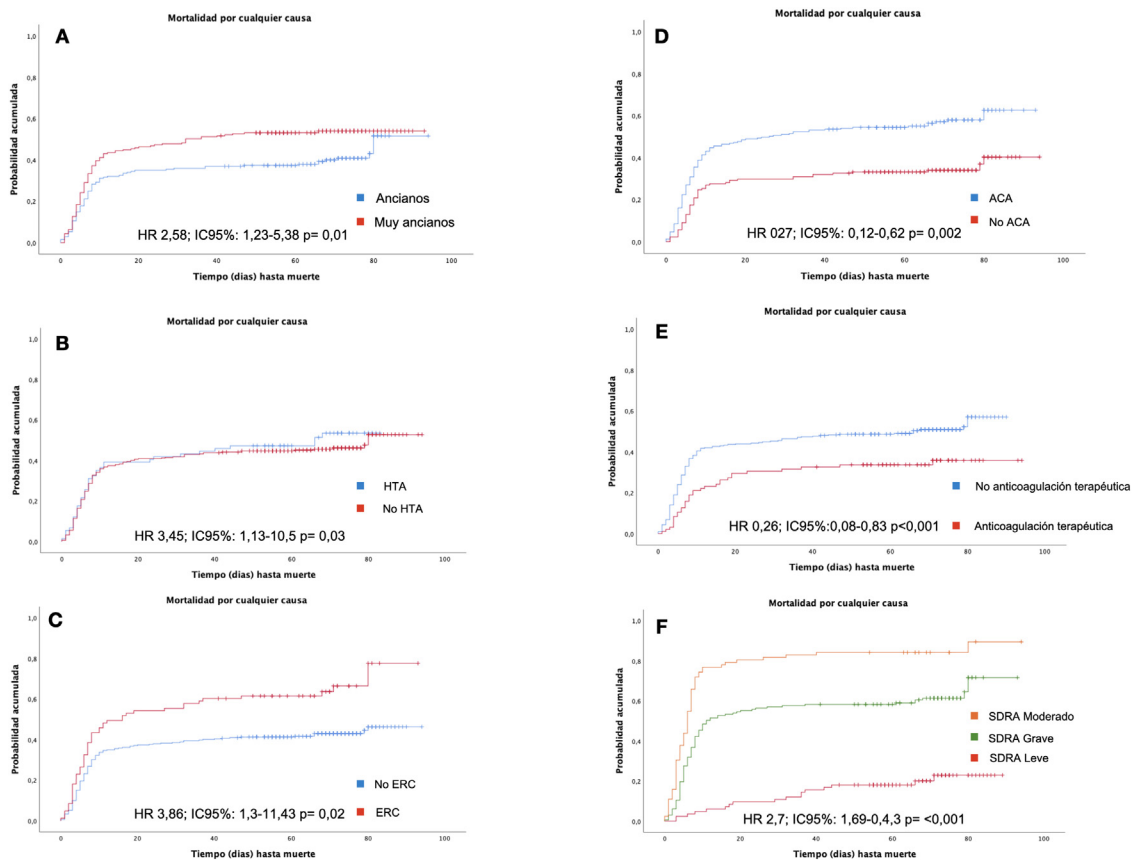 Mortalidad por cualquier causa
A
Probabilidad acumulada
1,0
0,8
0,6
0,4
0,2
0,0
Ancianos
Muy ancianos
HR 2,58; IC95%: 1,23-5,38 p= 0,01
0 20 40 60 80 100
Tiempo (dias) hasta muerte
Mortalidad por cualquier causa
B
Probabilidad acumulada
1,0
0,8
0,6
0,4
0,2
0,0
HTA
No HTA
HR 3,45; IC95%: 1,13-10,5 p= 0,03
0 20 40 60 80 100
Tiempo (dias) hasta muerte
Mortalidad por cualquier causa
C
Probabilidad acumulada
1,0
0,8
0,6
0,4
0,2
0,0
No ERC
ERC
HR 3,86; IC95%: 1,3-11,43 p= 0,02
0 20 40 60 80 100
Tiempo (dias) hasta muerte
Mortalidad por cualquier causa
D
Probabilidad acumulada
1,0
0,8
0,6
0,4
0,2
0,0
ACA
No ACA
HR 027; IC95%: 0,12-0,62 p= 0,002
0 20 40 60 80 100
Tiempo (dias) hasta muerte
Mortalidad por cualquier causa
E
Probabilidad acumulada
1,0
0,8
0,6
0,4
0,2
0,0
No anticoagulación terapéutica
Anticoagulación terapéutica
HR 0,26; IC95%:0,08-0,83 p<0,001
0 20 40 60 80 100
Tiempo (dias) hasta muerte
Mortalidad por cualquier causa
F
Probabilidad acumulada
1,0
0,8
0,6
0,4
0,2
0,0
SDRA Moderado
SDRA Grave
SDRA Leve
HR 2,7; IC95%: 1,69-0,4,3 p= <0,001
0 20 40 60 80 100
Tiempo (dias) hasta muerte